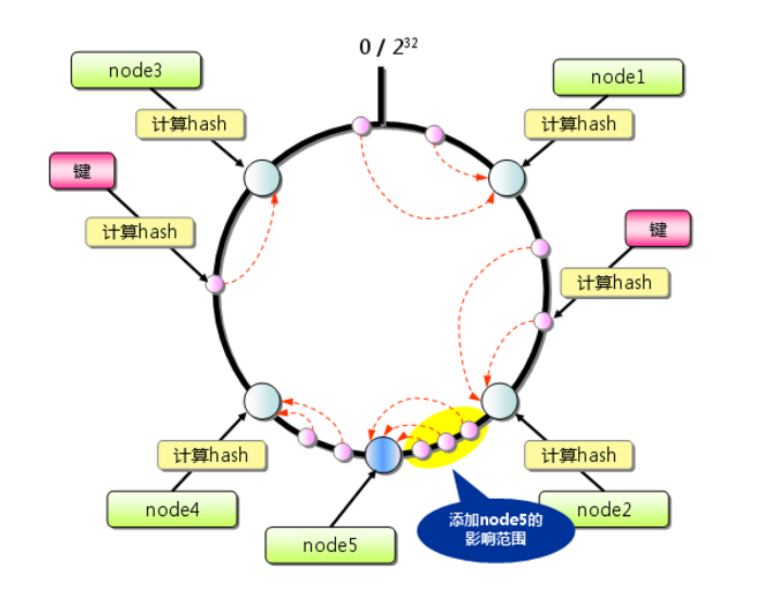 0 / 2³²
node3
node1
计算hash
计算hash
键
计算hash
键
计算hash
计算hash
计算hash
node4
node2
添加node5的
影响范围
node5